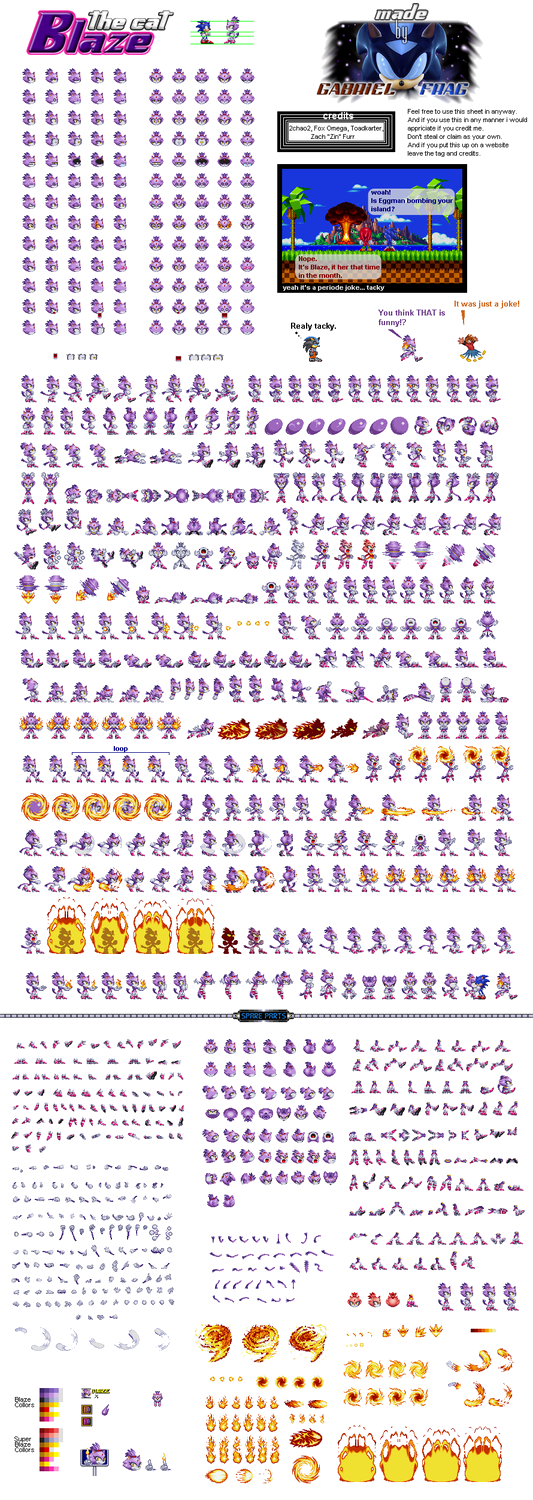 The cat
Blaze
made
by
GABRIEL FRAG
credits
2chao2, Fox Omega, Toadkarter,
Zach "Zin" Furr
Feel free to use this sheet in anyway.
And if you use this in any manner i would
appriciate if you credit me.
Don't steal or claim as your own.
And if you put this up on a website
leave the tag and credits.
woah!
Is Eggman bombing your
island?
Nope.
It's Blaze, it her that time
in the month.
yeah it's a periode joke... tacky
Realy tacky.
You think THAT is
funny!?
It was just a joke!
loop
SPARE PARTS
Blaze
Colors
Super
Blaze
Colors
BLAZE